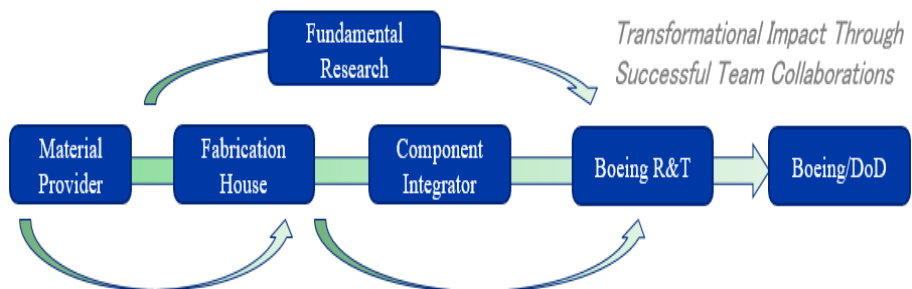 Fundamental
Research
Transformational Impact Through
Successful Team Collaborations
Material
Provider
Fabrication
House
Component
Integrator
Boeing R&T
Boeing/DoD